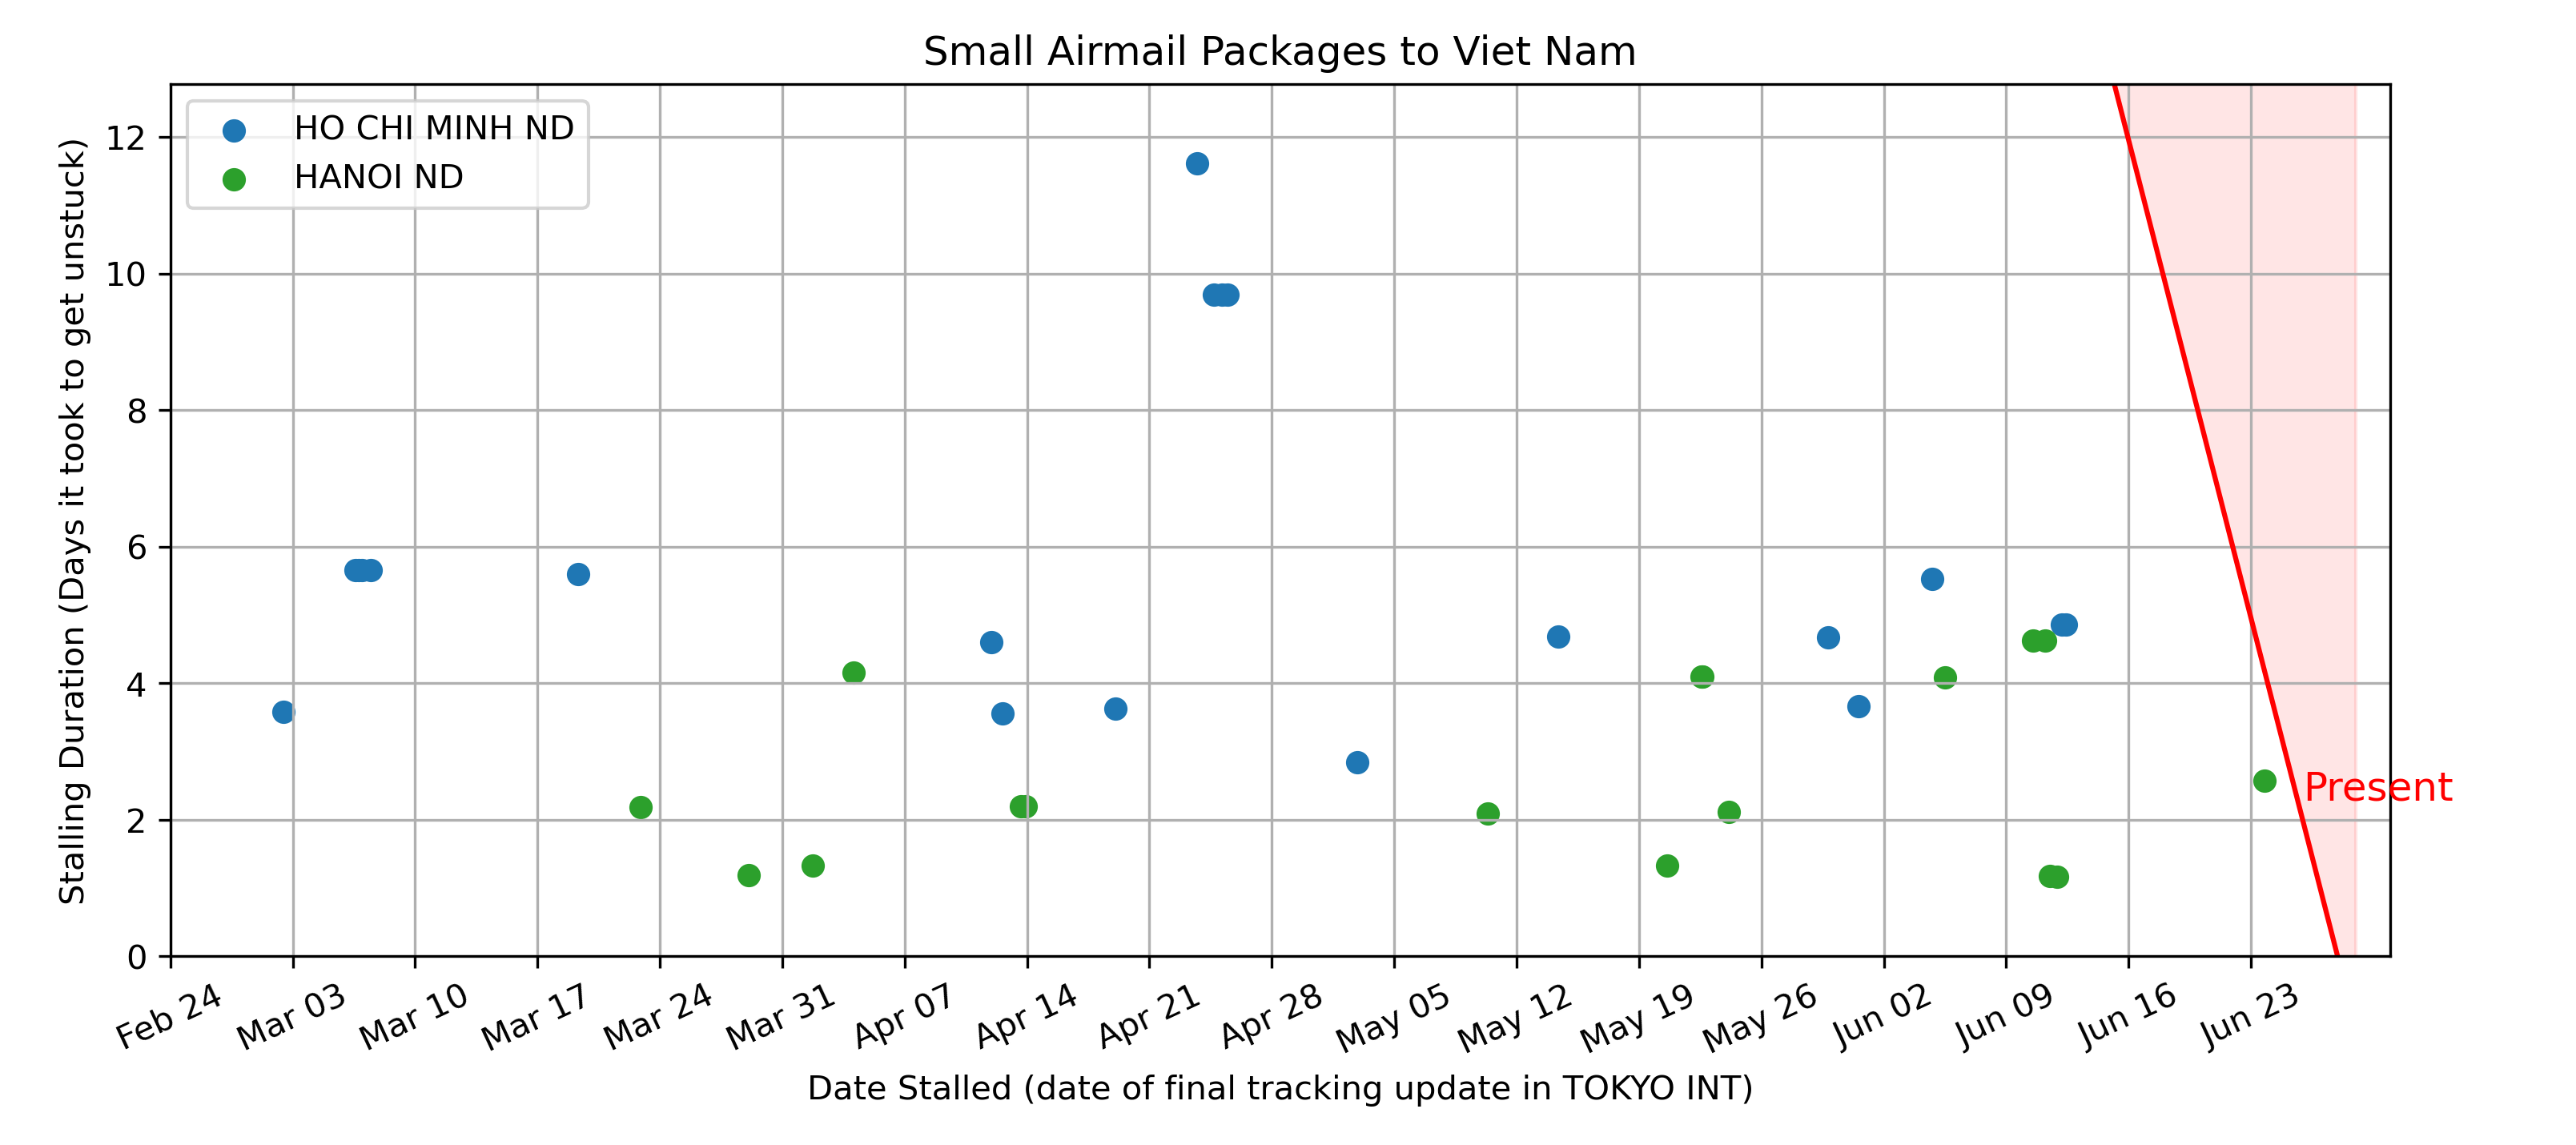 Small Airmail Packages to Viet Nam
HO CHI MINH ND
HANOI ND
Stalling Duration (Days it took to get unstuck)
12
10
8
6
4
2
0
Present
Feb 24
Mar 03
Mar 10
Mar 17
Mar 24
Mar 31
Apr 07
Apr 14
Apr 21
Apr 28
May 05
May 12
May 19
May 26
Jun 02
Jun 09
Jun 16
Jun 23
Date Stalled (date of final tracking update in TOKYO INT)